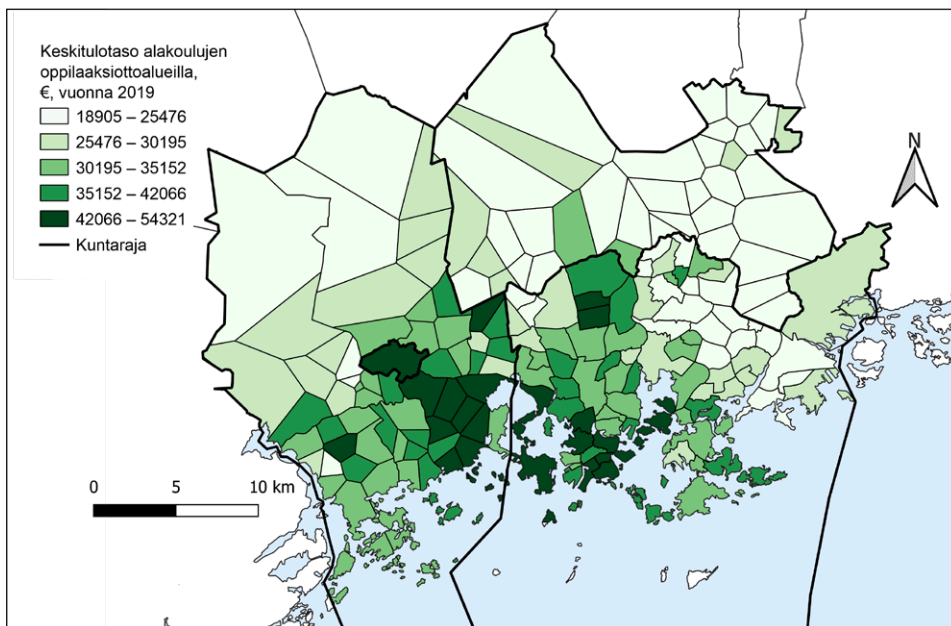 Keskitulotaso alakoulujen
oppilaaksiottoalueilla,
€, vuonna 2019
18905 – 25476
25476 – 30195
30195 – 35152
35152 – 42066
42066 – 54321
Kuntaraja
N
0 5 10 km